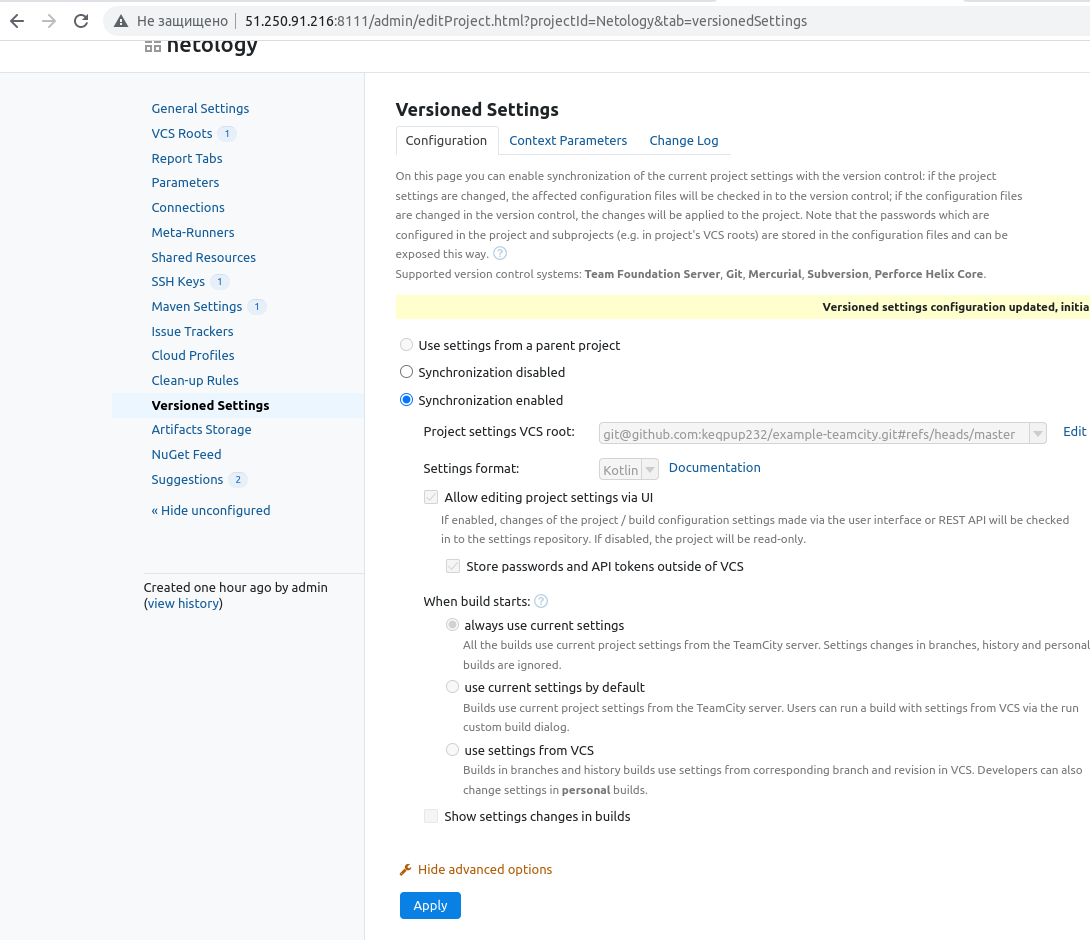 Не защищено 51.250.91.216:8111/admin/editProject.html?projectId=Netology&tab=versionedSettings
netology
General Settings
VCS Roots 1
Report Tabs
Parameters
Connections
Meta-Runners
Shared Resources
SSH Keys 1
Maven Settings 1
Issue Trackers
Cloud Profiles
Clean-up Rules
Versioned Settings
Artifacts Storage
NuGet Feed
Suggestions 2
« Hide unconfigured
Created one hour ago by admin
(view history)
Versioned Settings
Configuration Context Parameters Change Log
On this page you can enable synchronization of the current project settings with the version control: if the project
settings are changed, the affected configuration files will be checked in to the version control; if the configuration files
are changed in the version control, the changes will be applied to the project. Note that the passwords which are
configured in the project and subprojects (e.g. in project's VCS roots) are stored in the configuration files and can be
exposed this way. ?
Supported version control systems: Team Foundation Server, Git, Mercurial, Subversion, Perforce Helix Core.
Versioned settings configuration updated, initia
Use settings from a parent project
Synchronization disabled
Synchronization enabled
Project settings VCS root: git@github.com:keqpup232/example-teamcity.git#refs/heads/master Edit
Settings format: Kotlin Documentation
Allow editing project settings via UI
If enabled, changes of the project / build configuration settings made via the user interface or REST API will be checked
in to the settings repository. If disabled, the project will be read-only.
Store passwords and API tokens outside of VCS
When build starts: ?
always use current settings
All the builds use current project settings from the TeamCity server. Settings changes in branches, history and personal
builds are ignored.
use current settings by default
Builds use current project settings from the TeamCity server. Users can run a build with settings from VCS via the run
custom build dialog.
use settings from VCS
Builds in branches and history builds use settings from corresponding branch and revision in VCS. Developers can also
change settings in personal builds.
Show settings changes in builds
Hide advanced options
Apply